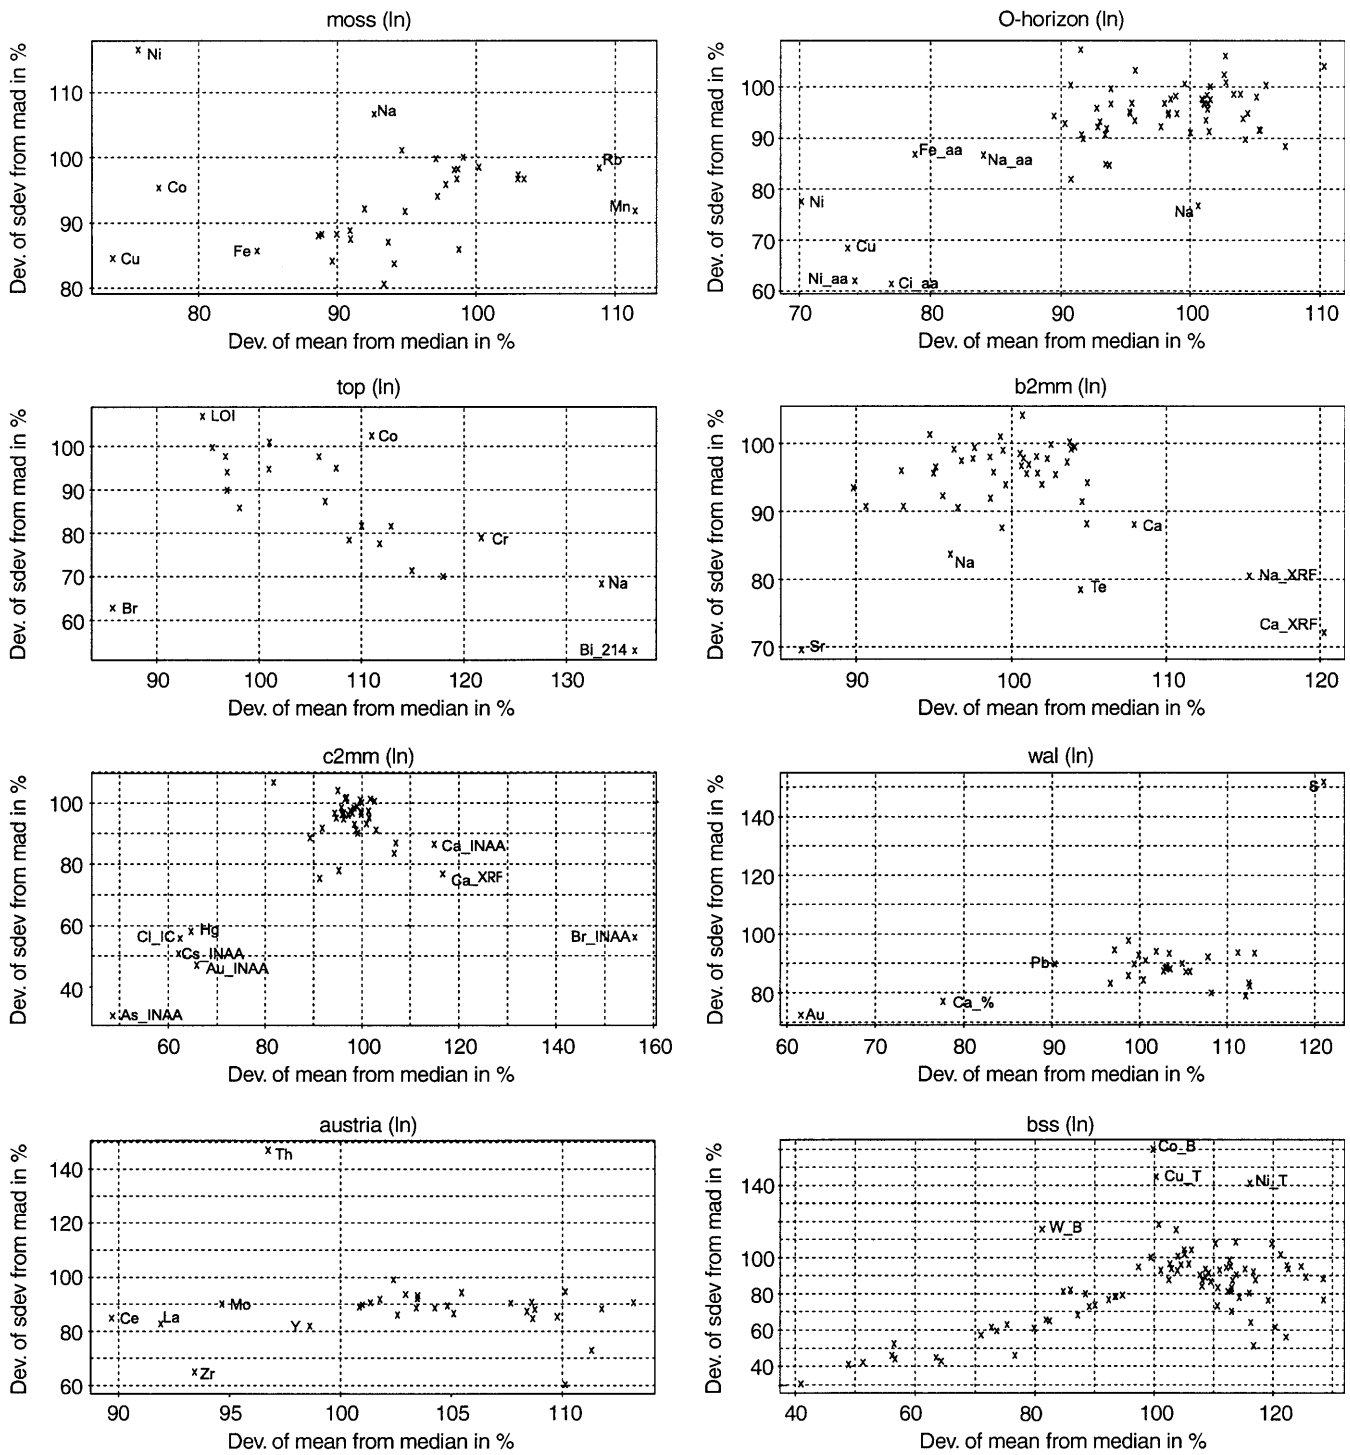 moss (ln)
Dev. of sdev from mad in %
110
100
90
80
Ni
Na
Rb
Co
Mn
Cu
Fe
80
90
100
110
Dev. of mean from median in %
O-horizon (ln)
Dev. of sdev from mad in %
100
90
80
70
60
Fe_aa
Na_aa
Ni
Na
Cu
Ni_aa
Ci_aa
70
80
90
100
110
Dev. of mean from median in %
top (ln)
Dev. of sdev from mad in %
100
90
80
70
60
LOI
Co
Cr
Na
Br
Bi_214
90
100
110
120
130
Dev. of mean from median in %
b2mm (ln)
Dev. of sdev from mad in %
100
90
80
70
Ca
Na
Te
Na_XRF
Ca_XRF
Sr
90
100
110
120
Dev. of mean from median in %
c2mm (ln)
Dev. of sdev from mad in %
100
80
60
40
Ca_INAA
Ca_XRF
Hg
Cl_IC
Br_INAA
Cs_INAA
Au_INAA
As_INAA
60
80
100
120
140
160
Dev. of mean from median in %
wal (ln)
Dev. of sdev from mad in %
140
120
100
80
S
Pb
Ca_%
Au
60
70
80
90
100
110
120
Dev. of mean from median in %
austria (ln)
Dev. of sdev from mad in %
140
120
100
80
60
Th
Mo
Ce
La
Y
Zr
90
95
100
105
110
Dev. of mean from median in %
bss (ln)
Dev. of sdev from mad in %
160
140
120
100
80
60
40
Co_B
Cu_T
Ni_T
W_B
40
60
80
100
120
Dev. of mean from median in %